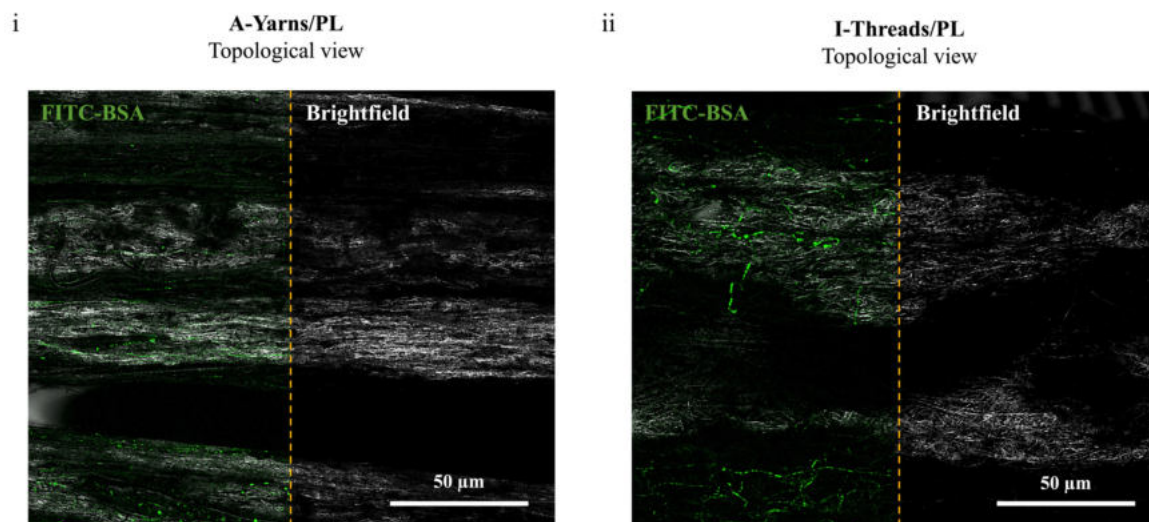 i
A-Yarns/PL
Topological view
FITC-BSA
Brightfield
50 µm
ii
I-Threads/PL
Topological view
FITC-BSA
Brightfield
50 µm